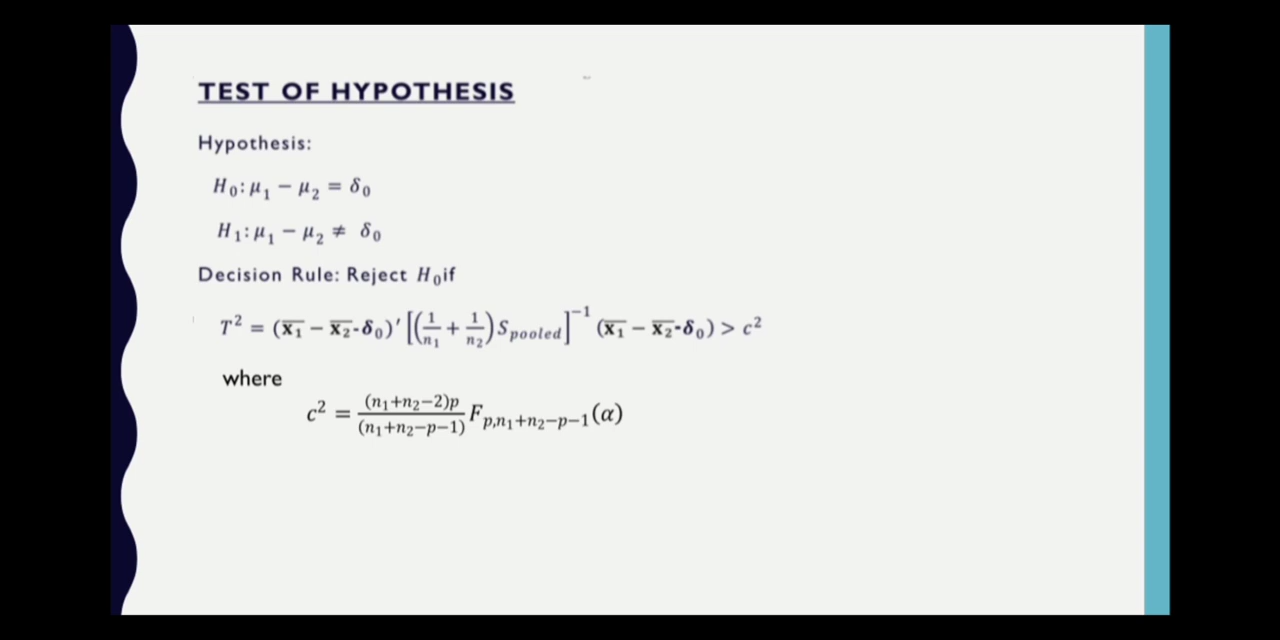 TEST OF HYPOTHESIS
Hypothesis:
H₀: μ₁ − μ₂ = δ₀
H₁: μ₁ − μ₂ ≠ δ₀
Decision Rule: Reject H₀if
T² = (x̅₁ − x̅₂-δ₀)′ [(1/n₁ + 1/n₂) S_pooled]⁻¹ (x̅₁ − x̅₂-δ₀) > c²
where
c² = (n₁+n₂−2)p / (n₁+n₂−p−1) F_{p,n₁+n₂−p−1}(α)